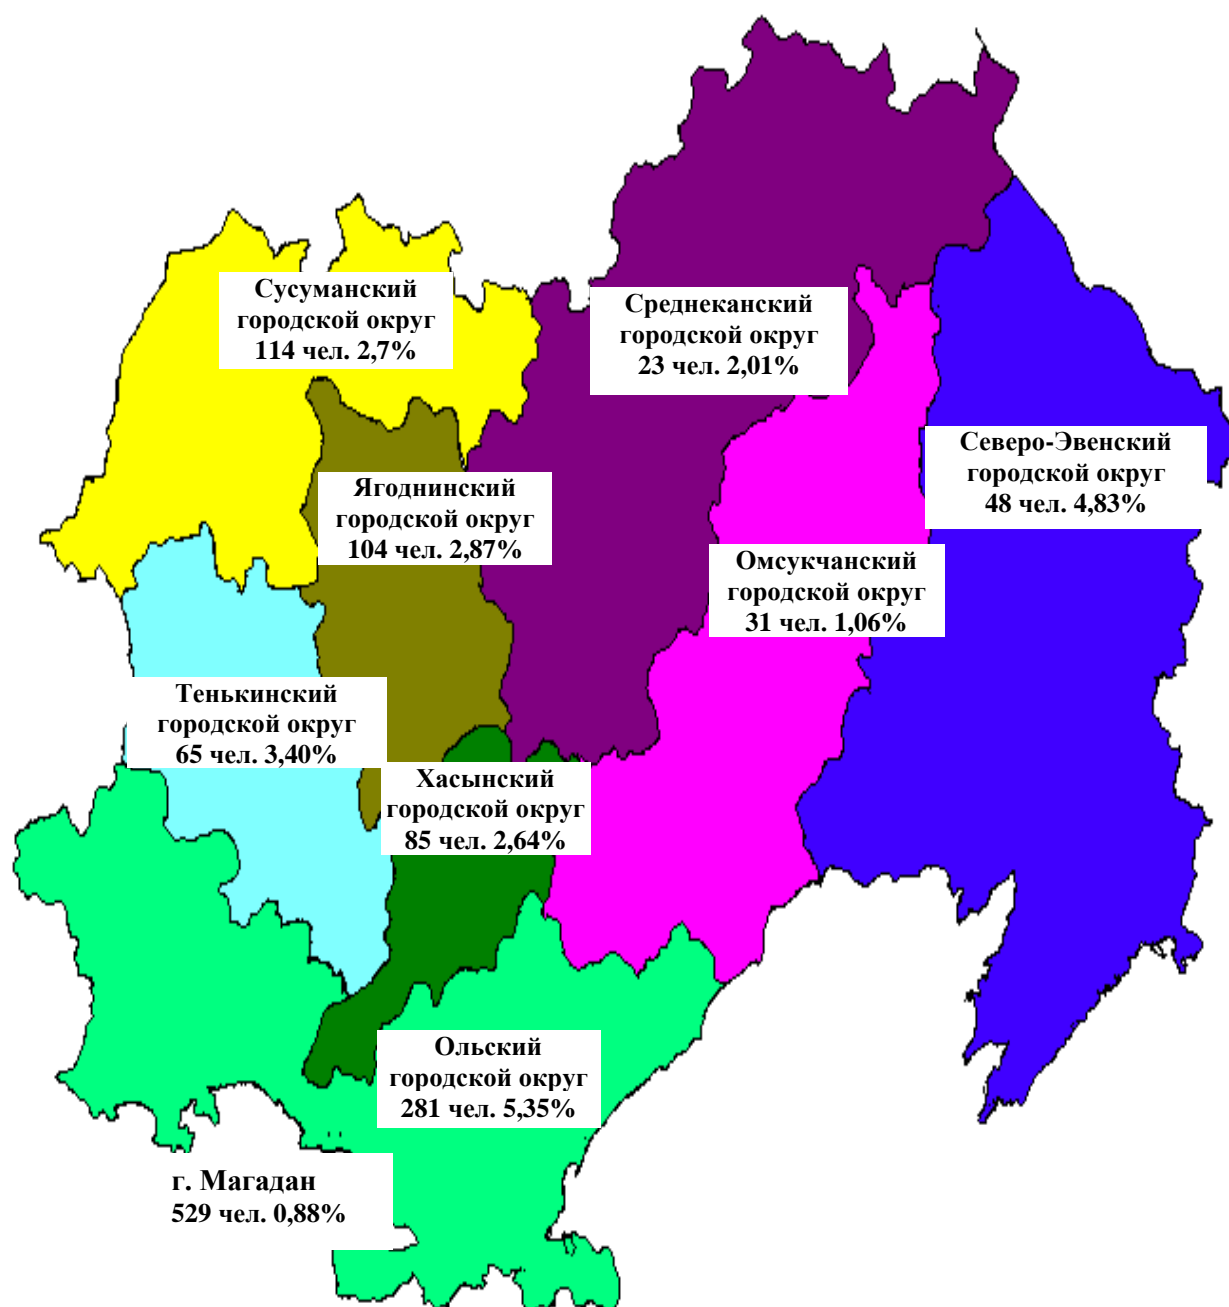 Сусуманский
городской округ
114 чел. 2,7%
Среднеканский
городской округ
23 чел. 2,01%
Северо-Эвенский
городской округ
48 чел. 4,83%
Ягоднинский
городской округ
104 чел. 2,87%
Омсукчанский
городской округ
31 чел. 1,06%
Тенькинский
городской округ
65 чел. 3,40%
Хасынский
городской округ
85 чел. 2,64%
Ольский
городской округ
281 чел. 5,35%
г. Магадан
529 чел. 0,88%